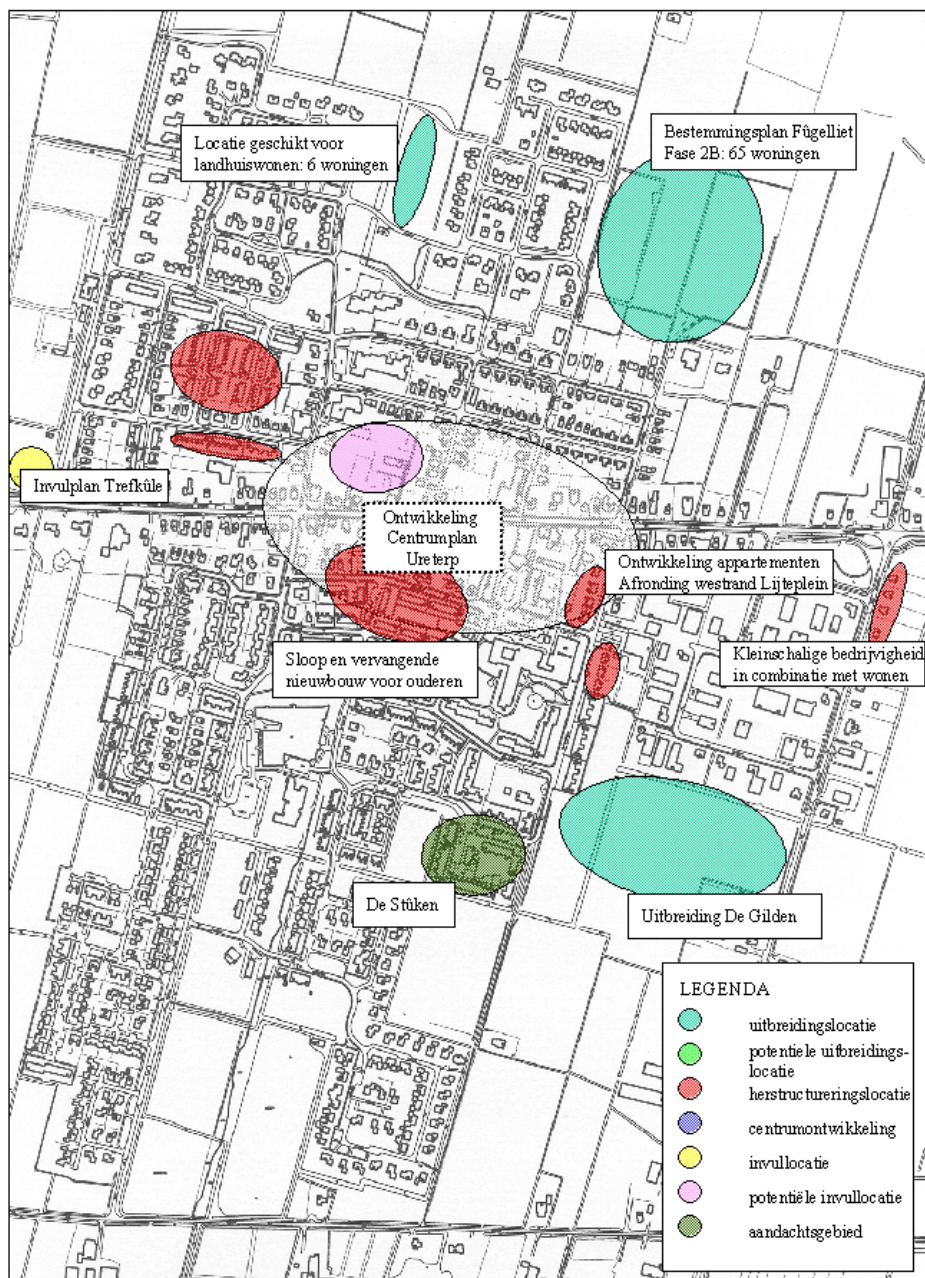 Locatie geschikt voor
landhuiswonen: 6 woningen
Bestemmingsplan Fûgelliet
Fase 2B: 65 woningen
Invulplan Trefkûle
Ontwikkeling
Centrumplan
Ureterp
Ontwikkeling appartementen
Afronding westrand Lijteplein
Sloop en vervangende
nieuwbouw voor ouderen
Kleinschalige bedrijvigheid
in combinatie met wonen
De Stûken
Uitbreiding De Gilden
LEGENDA
uitbreidingslocatie
potentiele uitbreidings-
locatie
herstructureringslocatie
centrumontwikkeling
invullocatie
potentiële invullocatie
aandachtsgebied